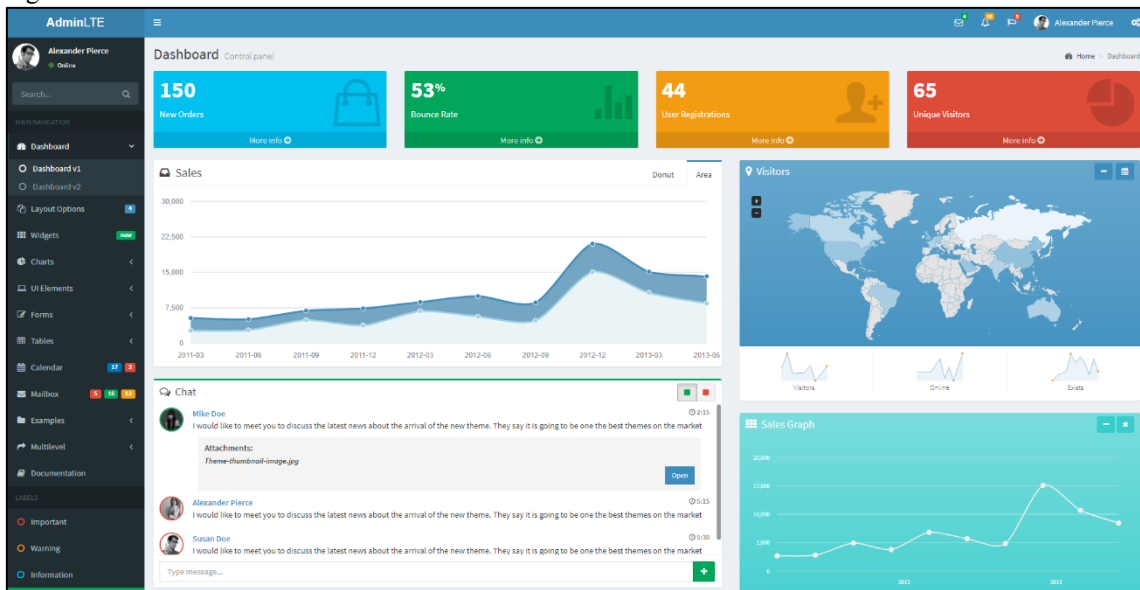 AdminLTE
Alexander Pierce
Alexander Pierce
Online
Search...
MAIN NAVIGATION
Dashboard
Dashboard v1
Dashboard v2
Layout Options 4
Widgets new
Charts
UI Elements
Forms
Tables
Calendar 17 3
Mailbox 5 16 12
Examples
Multilevel
Documentation
LABELS
Important
Warning
Information
Dashboard Control panel
Home > Dashboard
150
New Orders
More info
53%
Bounce Rate
More info
44
User Registrations
More info
65
Unique Visitors
More info
Sales
Donut Area
30,000
22,500
15,000
7,500
0
2011-03 2011-06 2011-09 2011-12 2012-03 2012-06 2012-09 2012-12 2013-03 2013-06
Visitors
+
−
Visitors Online Exists
Chat
Mike Doe 2:15
I would like to meet you to discuss the latest news about the arrival of the new theme. They say it is going to be one the best themes on the market
Attachments:
Theme-thumbnail-image.jpg
Open
Alexander Pierce 5:15
I would like to meet you to discuss the latest news about the arrival of the new theme. They say it is going to be one the best themes on the market
Susan Doe 5:30
I would like to meet you to discuss the latest news about the arrival of the new theme. They say it is going to be one the best themes on the market
Type message...
Sales Graph
20,000
15,000
10,000
5,000
0
2012 2013